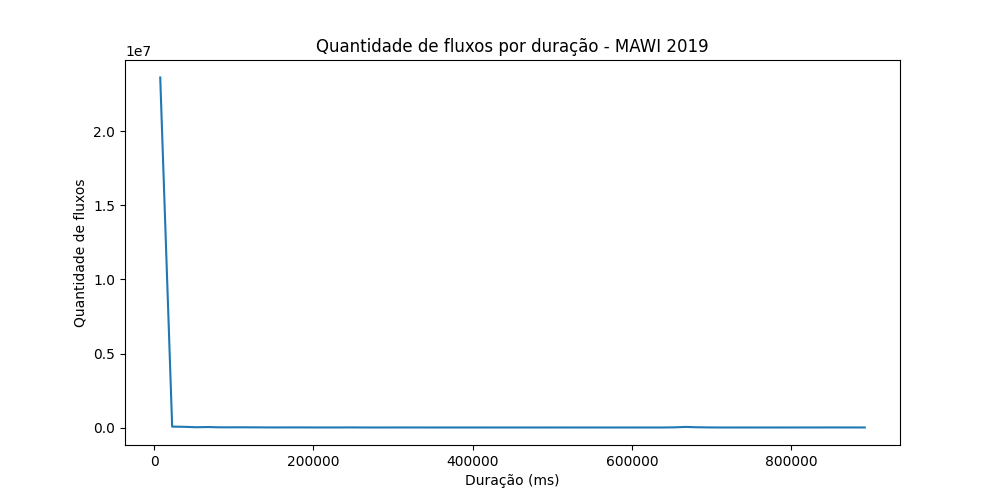 Quantidade de fluxos por duração - MAWI 2019
1e7
2.0
1.5
1.0
0.5
0.0
Quantidade de fluxos
0 200000 400000 600000 800000
Duração (ms)